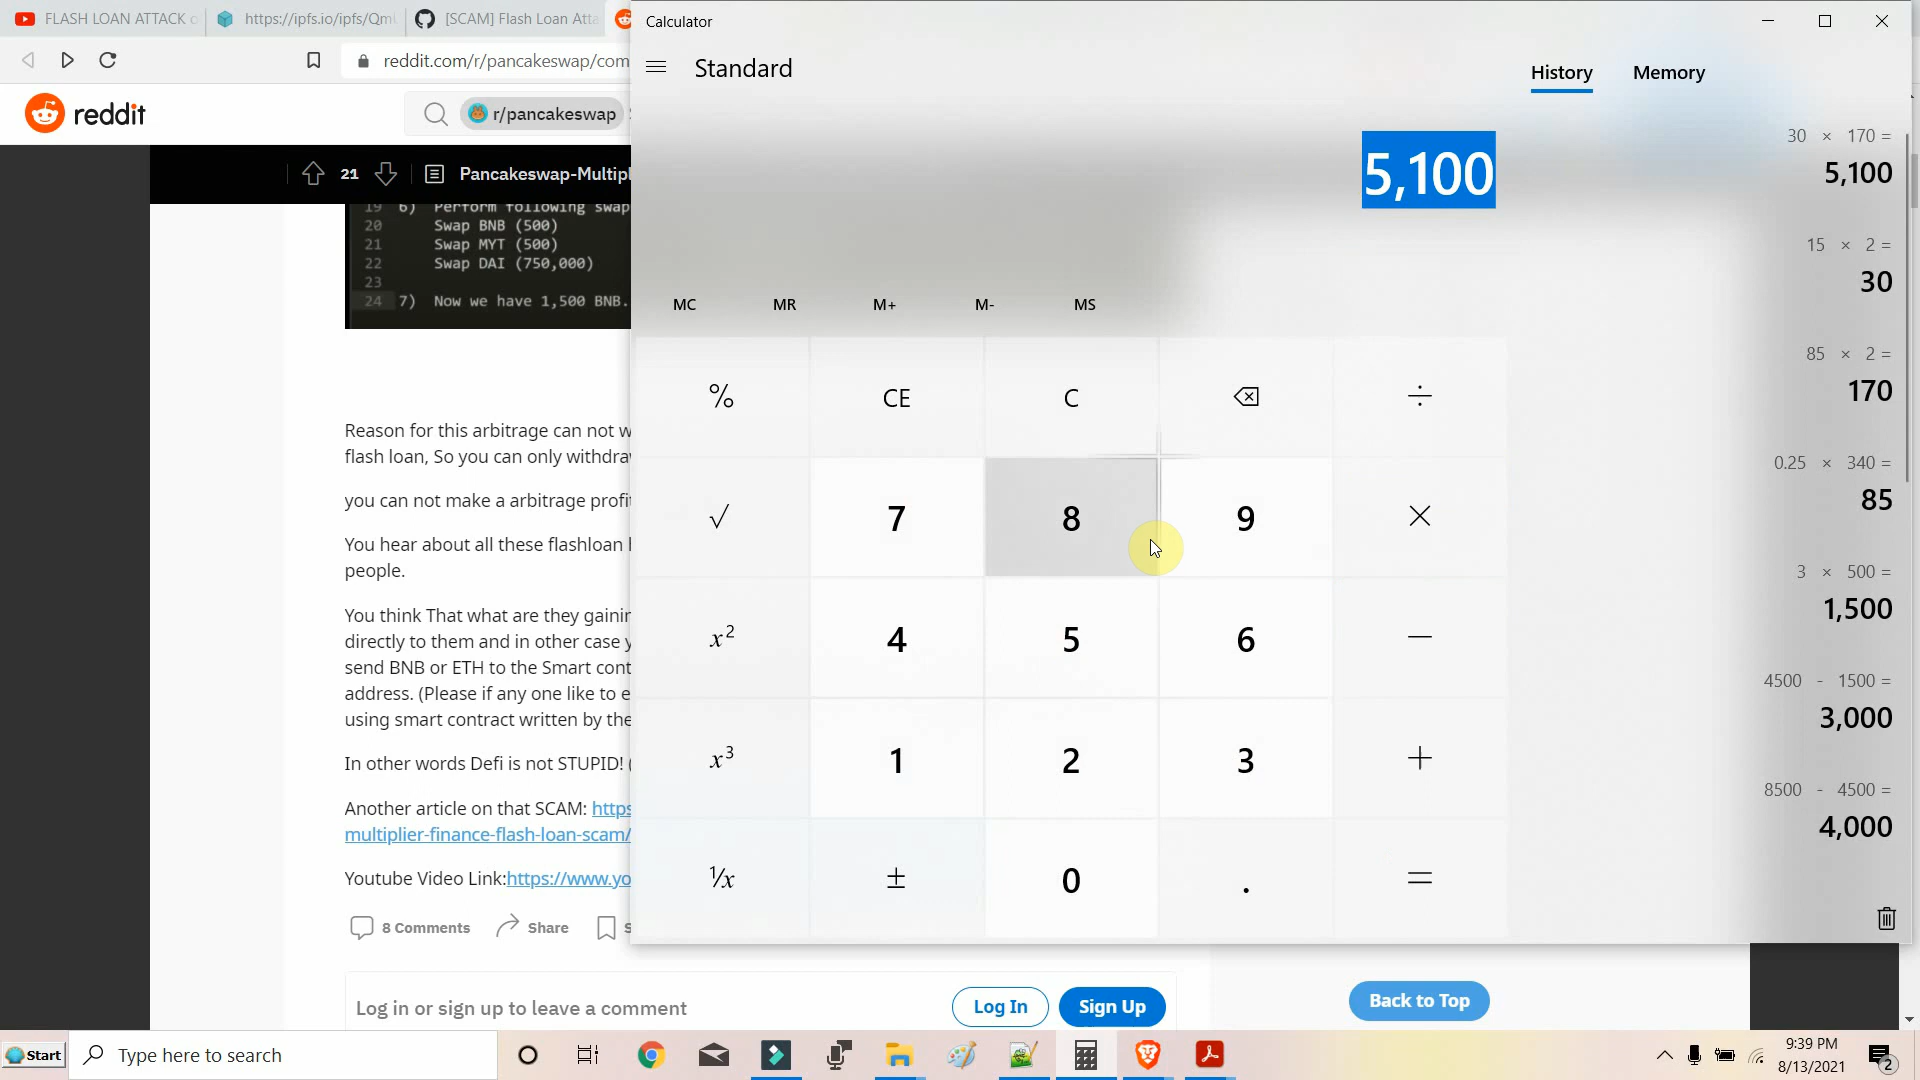 FLASH LOAN ATTACK o
https://ipfs.io/ipfs/Qml
[SCAM] Flash Loan Atta
reddit.com/r/pancakeswap/com
reddit
r/pancakeswap
21
Pancakeswap-Multipl
19 6) Perform following swap
20 Swap BNB (500)
21 Swap MYT (500)
22 Swap DAI (750,000)
23
24 7) Now we have 1,500 BNB.
Reason for this arbitrage can not w
flash loan, So you can only withdra
you can not make a arbitrage profi
You hear about all these flashloan
people.
You think That what are they gainin
directly to them and in other case y
send BNB or ETH to the Smart cont
address. (Please if any one like to e
using smart contract written by the
In other words Defi is not STUPID! (
Another article on that SCAM: https
multiplier-finance-flash-loan-scam/
Youtube Video Link:https://www.yo
8 Comments Share S
Log in or sign up to leave a comment
Log In
Sign Up
Back to Top
Calculator
Standard
History Memory
5,100
MC MR M+ M- MS
% CE C ÷
√ 7 8 9 ×
x² 4 5 6 −
x³ 1 2 3 +
¹/x ± 0 . =
30 × 170 =
5,100
15 × 2 =
30
85 × 2 =
170
0.25 × 340 =
85
3 × 500 =
1,500
4500 - 1500 =
3,000
8500 - 4500 =
4,000
Start
Type here to search
9:39 PM
8/13/2021
2